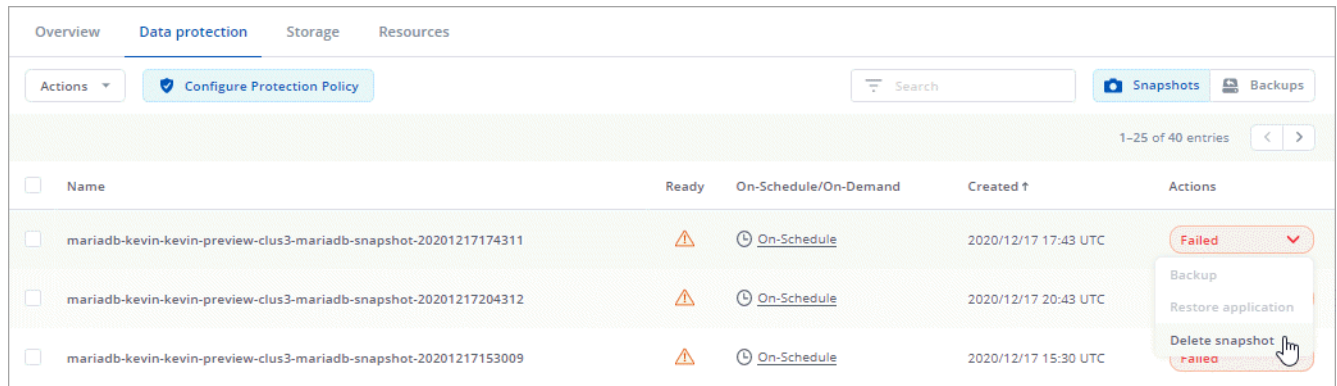 Overview Data protection Storage Resources
Actions Configure Protection Policy Search Snapshots Backups
1–25 of 40 entries
Name Ready On-Schedule/On-Demand Created ↑ Actions
mariadb-kevin-kevin-preview-clus3-mariadb-snapshot-20201217174311 On-Schedule 2020/12/17 17:43 UTC Failed
Backup
mariadb-kevin-kevin-preview-clus3-mariadb-snapshot-20201217204312 On-Schedule 2020/12/17 20:43 UTC
Restore application
Delete snapshot
mariadb-kevin-kevin-preview-clus3-mariadb-snapshot-20201217153009 On-Schedule 2020/12/17 15:30 UTC Failed